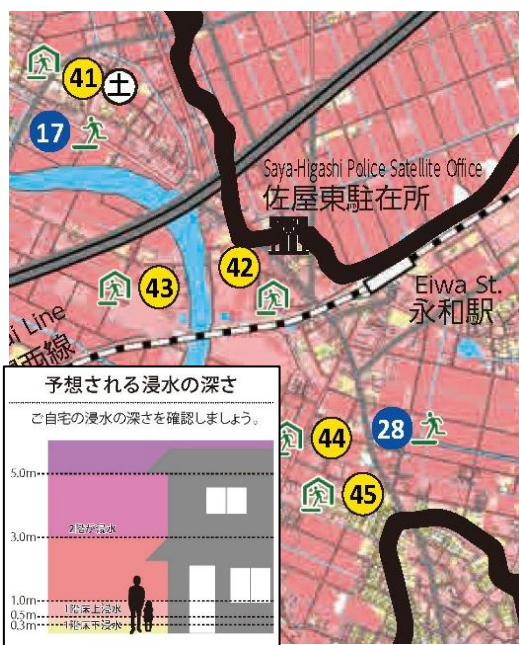 41
土
17
Saya-Higashi Police Satellite Office
佐屋東駐在所
42
43
Eiwa St.
永和駅
Line
西線
44
28
45
予想される浸水の深さ
ご自宅の浸水の深さを確認しましょう。
5.0m
2階が浸水
3.0m
1.0m
1階床上浸水
0.5m
1階床下浸水
0.3m